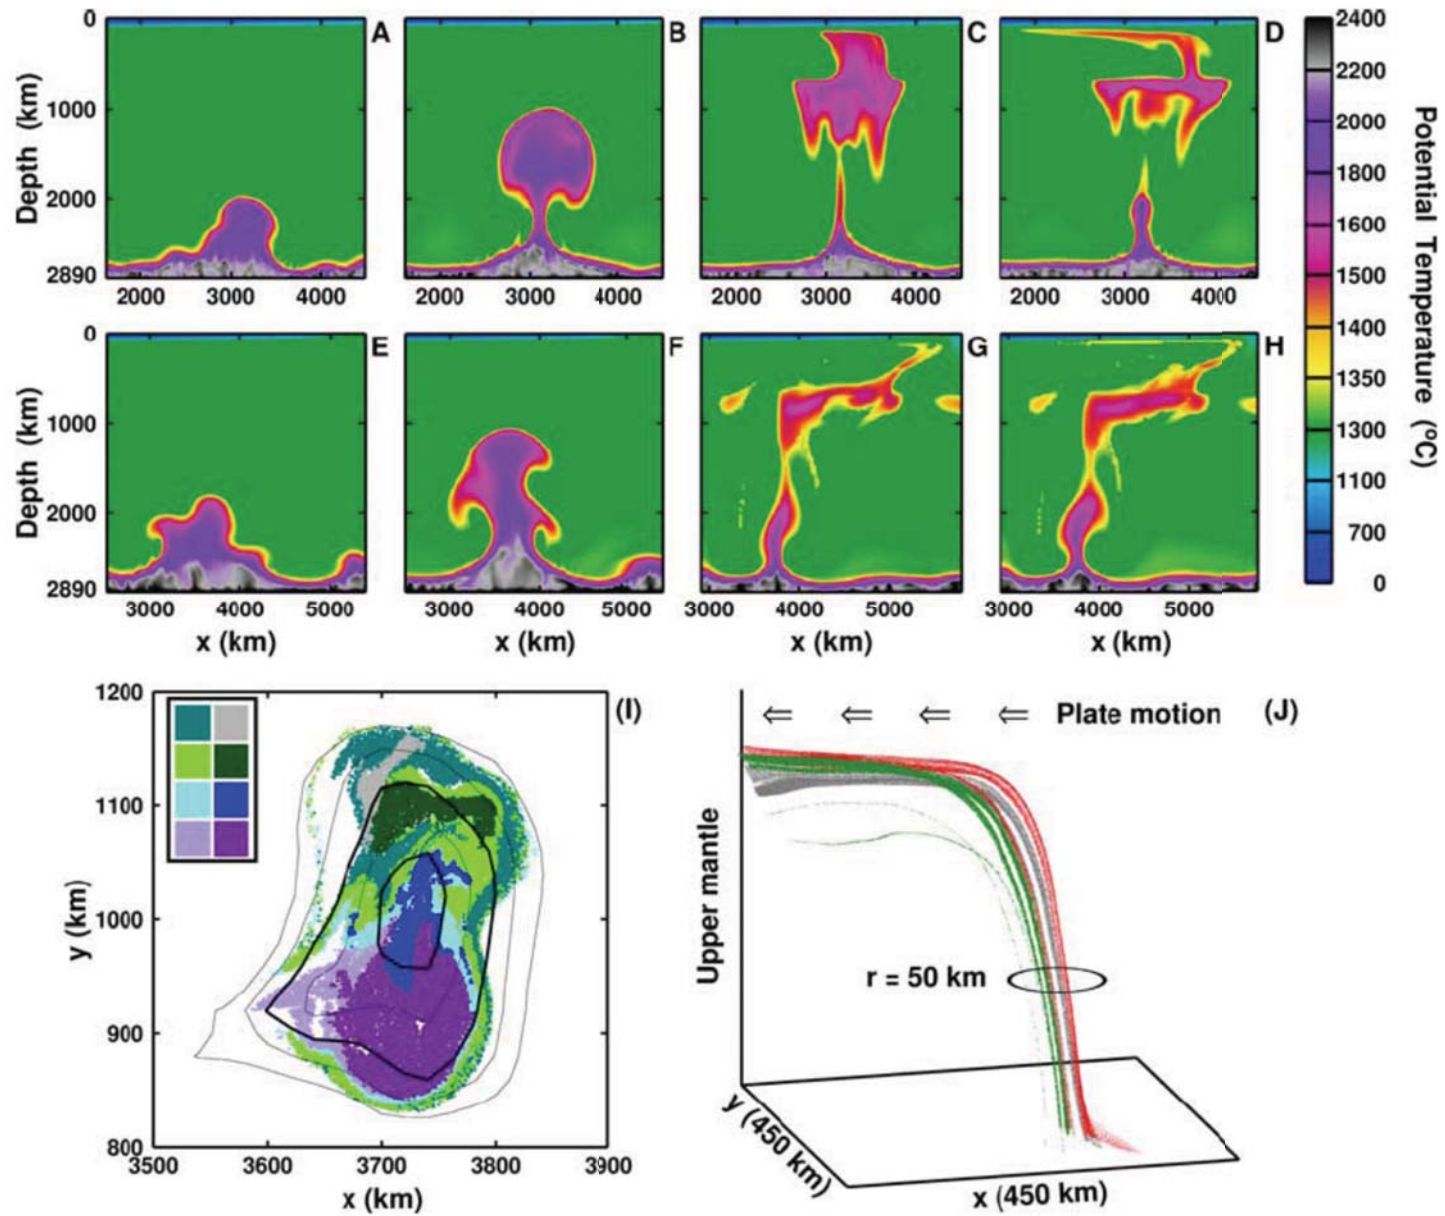 A
B
C
D
Depth (km)
0
1000
2000
2890
2000 3000 4000
2000 3000 4000
2000 3000 4000
2000 3000 4000
E
F
G
H
Depth (km)
0
1000
2000
2890
3000 4000 5000
3000 4000 5000
3000 4000 5000
3000 4000 5000
x (km)
x (km)
x (km)
x (km)
2400
2200
2000
1800
1600
1500
1400
1350
1300
1100
700
0
Potential Temperature (ºC)
(I)
y (km)
1200
1100
1000
900
800
3500 3600 3700 3800 3900
x (km)
Plate motion
(J)
Upper mantle
r = 50 km
y (450 km)
x (450 km)